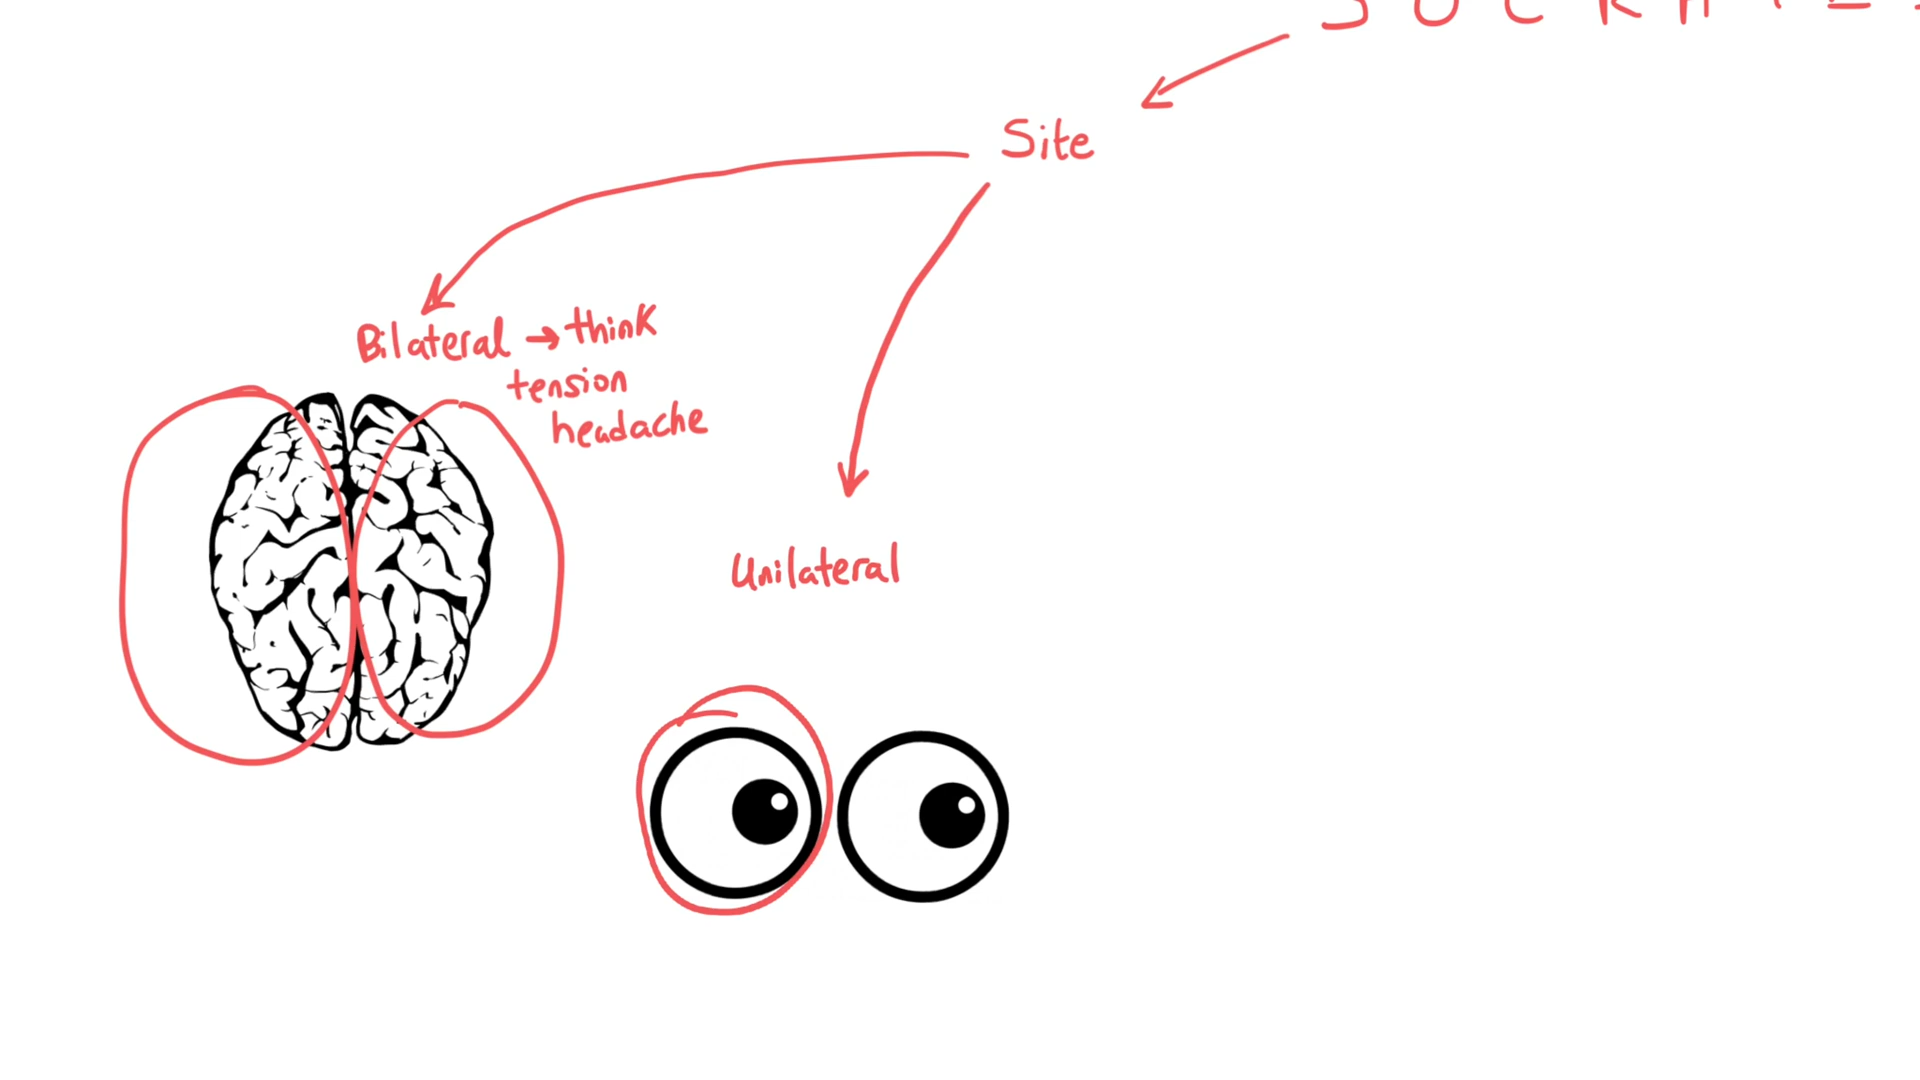 Site
Bilateral → think
tension
headache
Unilateral